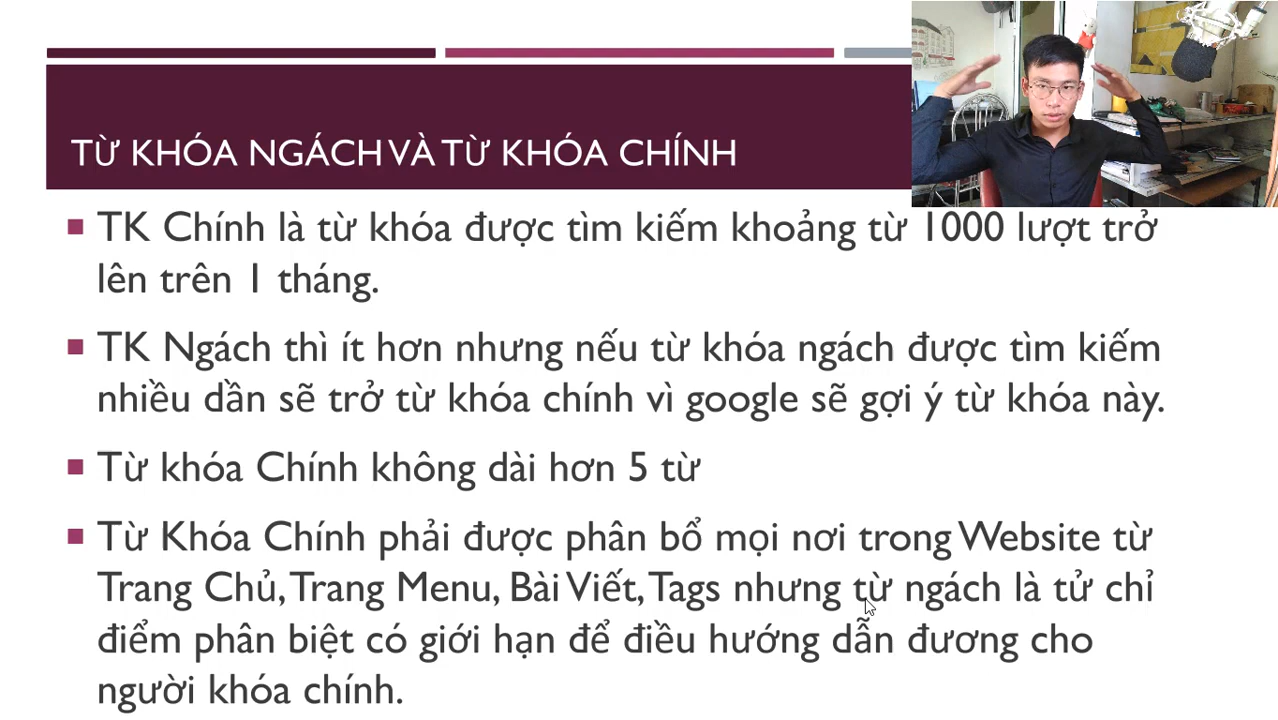 TỪ KHÓA NGÁCH VÀ TỪ KHÓA CHÍNH
TK Chính là từ khóa được tìm kiếm khoảng từ 1000 lượt trở
lên trên 1 tháng.
TK Ngách thì ít hơn nhưng nếu từ khóa ngách được tìm kiếm
nhiều dần sẽ trở từ khóa chính vì google sẽ gợi ý từ khóa này.
Từ khóa Chính không dài hơn 5 từ
Từ Khóa Chính phải được phân bổ mọi nơi trong Website từ
Trang Chủ, Trang Menu, Bài Viết, Tags nhưng từ ngách là tử chỉ
điểm phân biệt có giới hạn để điều hướng dẫn đương cho
người khóa chính.